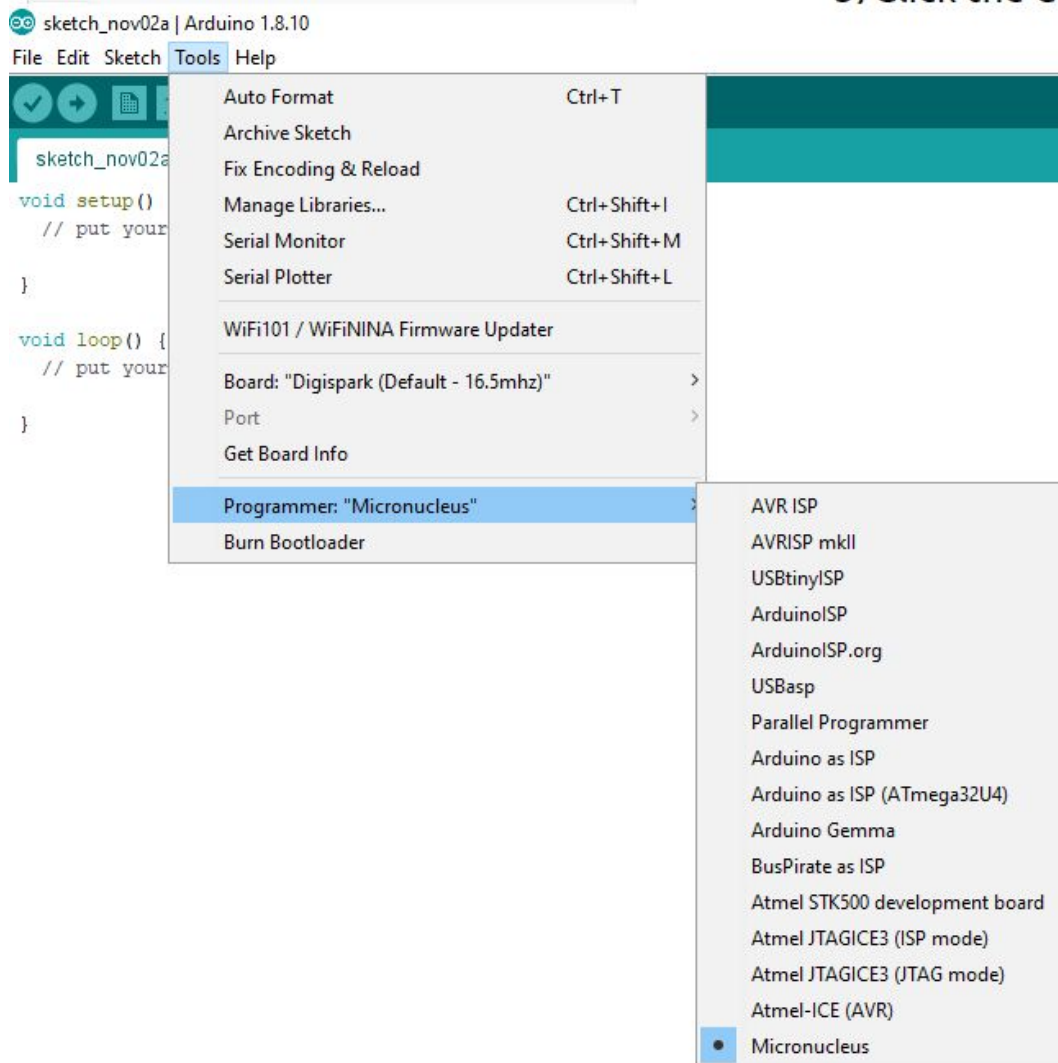 sketch_nov02a | Arduino 1.8.10
File Edit Sketch Tools Help
sketch_nov02a
void setup()
// put your
}
void loop() {
// put your
}
Auto Format Ctrl+T
Archive Sketch
Fix Encoding & Reload
Manage Libraries... Ctrl+Shift+I
Serial Monitor Ctrl+Shift+M
Serial Plotter Ctrl+Shift+L
WiFi101 / WiFiNINA Firmware Updater
Board: "Digispark (Default - 16.5mhz)"
Port
Get Board Info
Programmer: "Micronucleus"
Burn Bootloader
AVR ISP
AVRISP mkII
USBtinyISP
ArduinoISP
ArduinoISP.org
USBasp
Parallel Programmer
Arduino as ISP
Arduino as ISP (ATmega32U4)
Arduino Gemma
BusPirate as ISP
Atmel STK500 development board
Atmel JTAGICE3 (ISP mode)
Atmel JTAGICE3 (JTAG mode)
Atmel-ICE (AVR)
Micronucleus